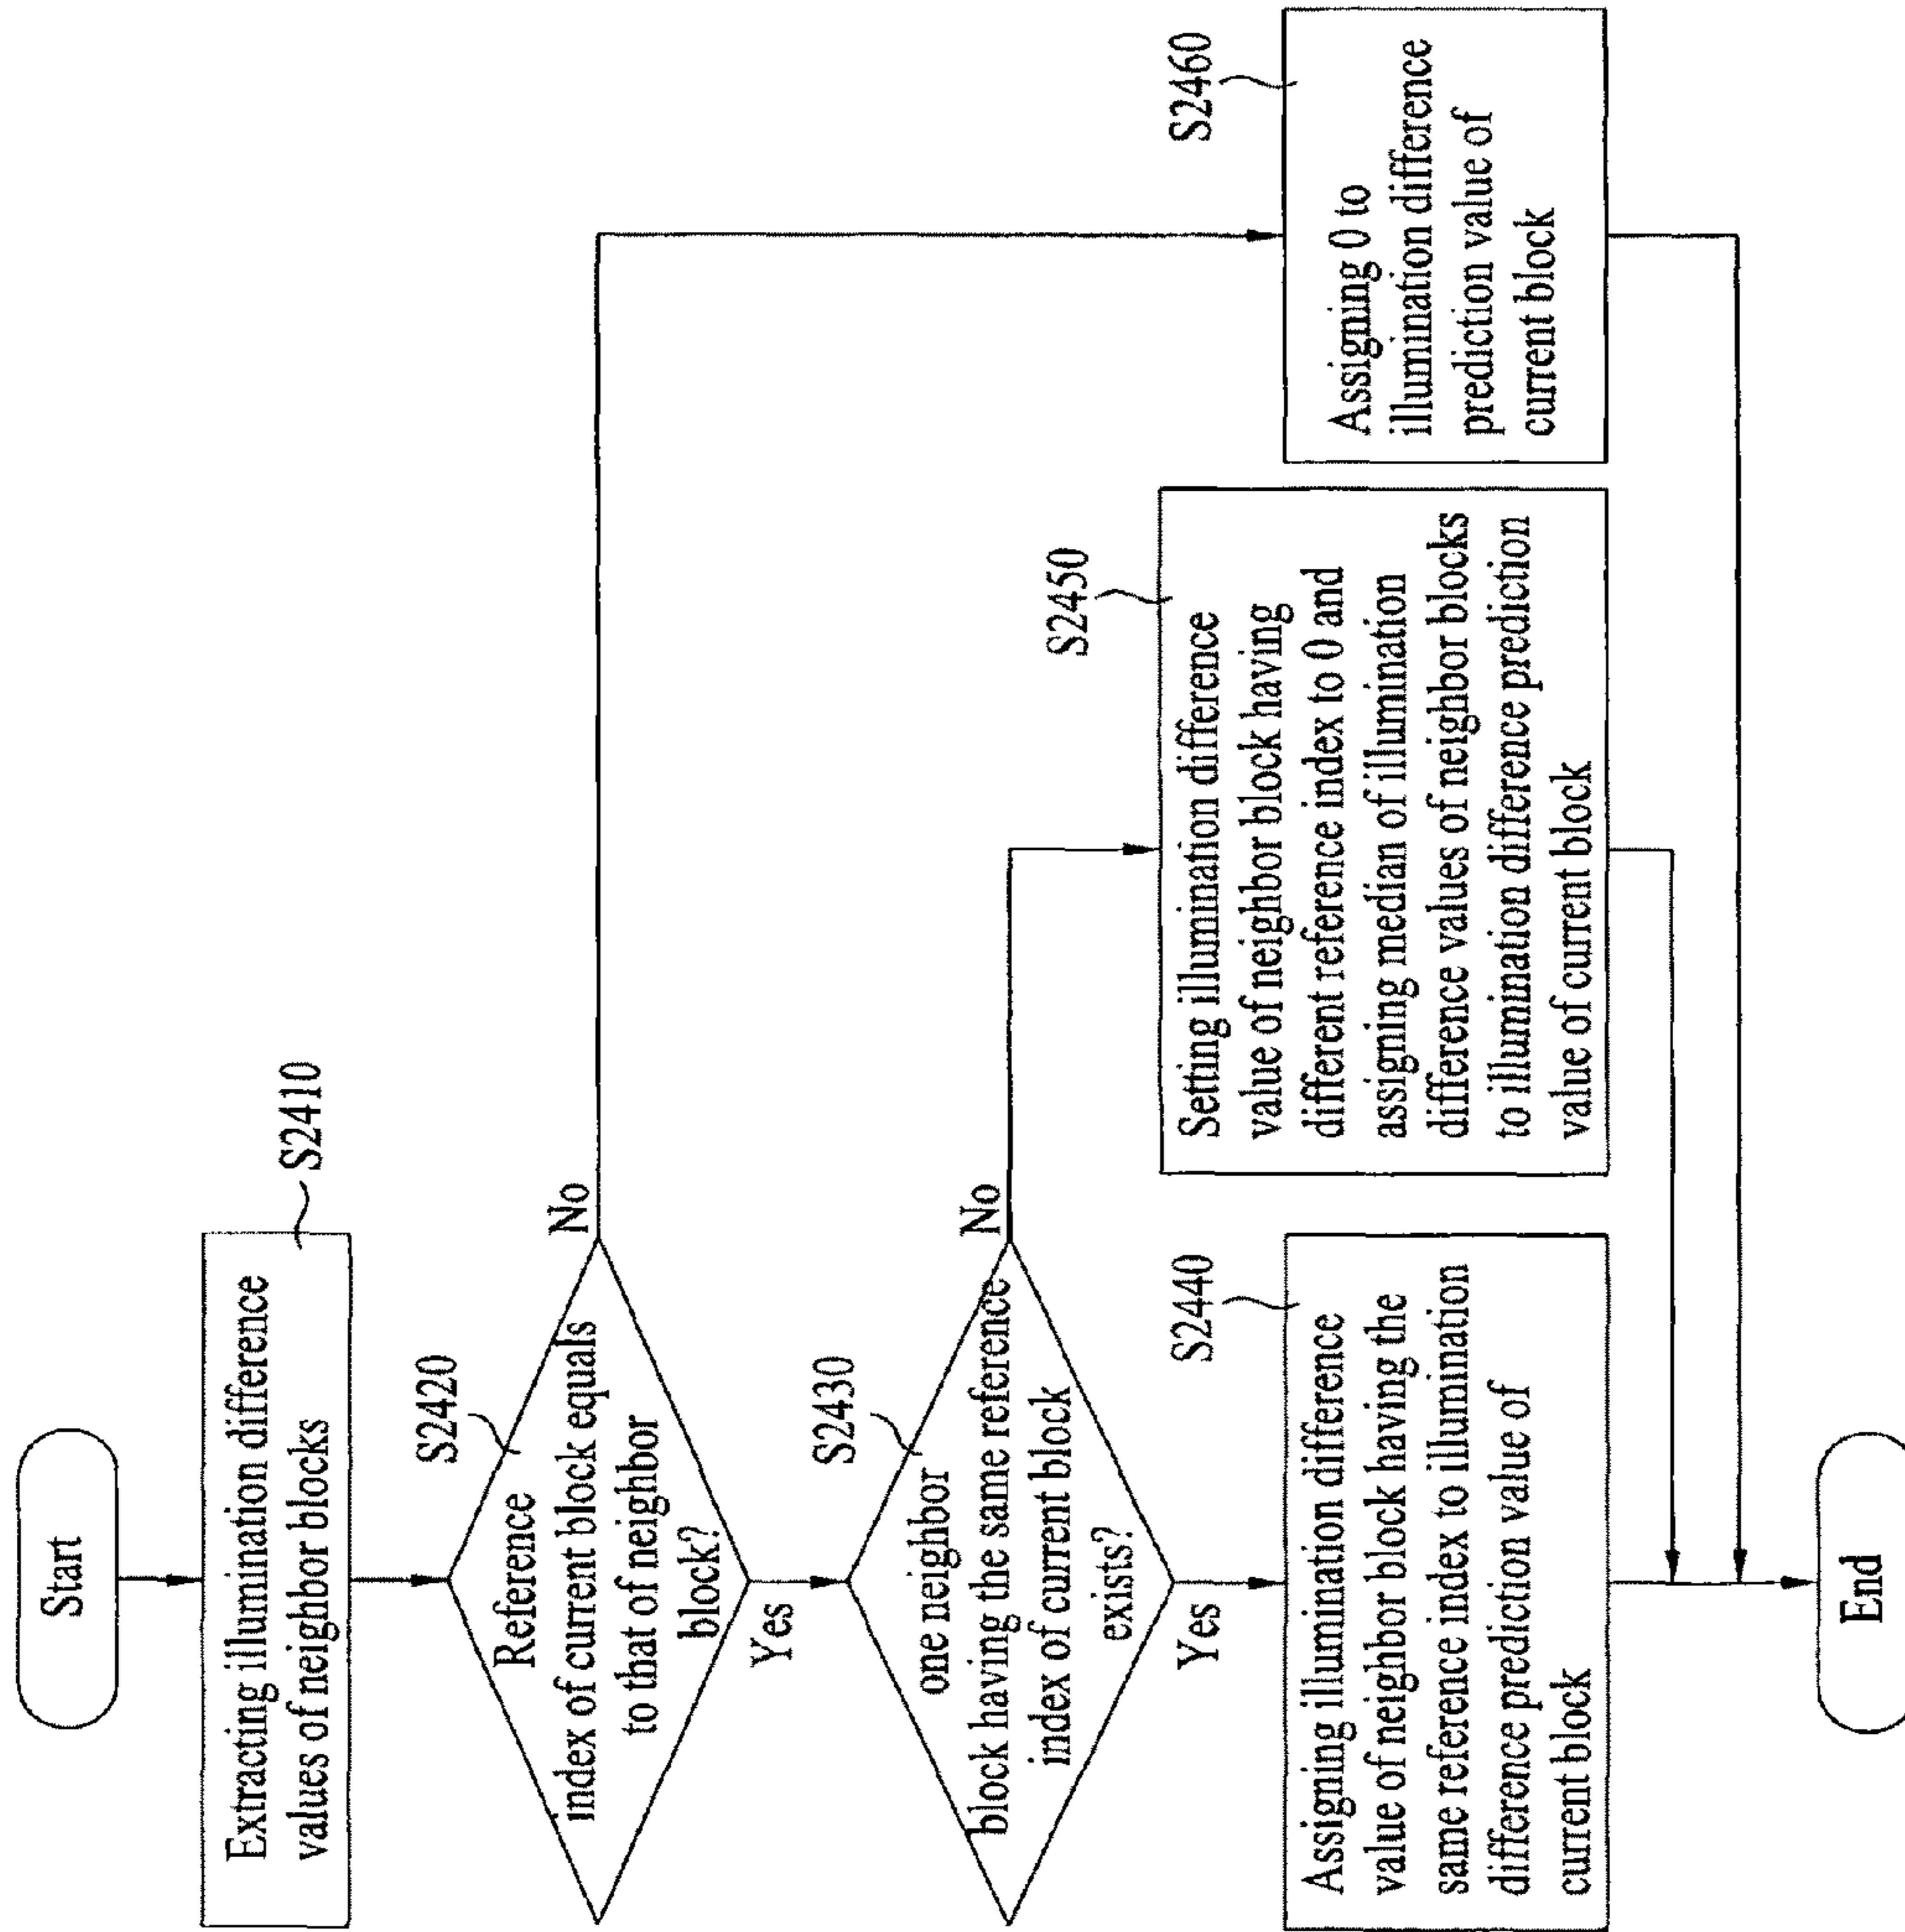 Start
Extracting illumination difference
values of neighbor blocks
S2410
Reference
index of current block equals
to that of neighbor
block?
S2420
No
Yes
one neighbor
block having the same reference
index of current block
exists?
S2430
No
Yes
Assigning illumination difference
value of neighbor block having the
same reference index to illumination
difference prediction value of
current block
S2440
Setting illumination difference
value of neighbor block having
different reference index to 0 and
assigning median of illumination
difference values of neighbor blocks
to illumination difference prediction
value of current block
S2450
Assigning 0 to
illumination difference
prediction value of
current block
S2460
End